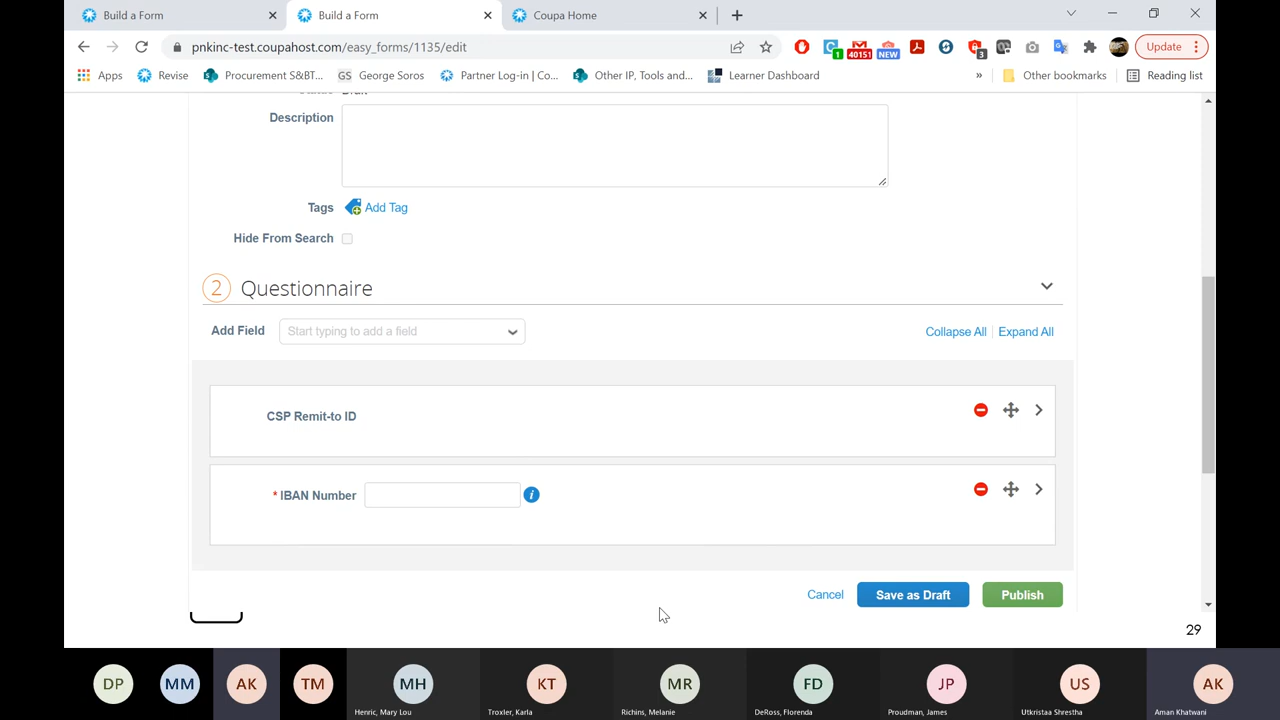 Build a Form
Build a Form
Coupa Home
pnkinc-test.coupahost.com/easy_forms/1135/edit
1
40151
NEW
3
Update
Apps
Revise
Procurement S&BT...
GS George Soros
Partner Log-in | Co...
Other IP, Tools and...
Learner Dashboard
»
Other bookmarks
Reading list
Description
Tags
Add Tag
Hide From Search
2 Questionnaire
Add Field
Start typing to add a field
Collapse All | Expand All
CSP Remit-to ID
* IBAN Number
i
Cancel
Save as Draft
Publish
29
DP
MM
AK
TM
MH
KT
MR
FD
JP
US
AK
Henric, Mary Lou
Troxler, Karla
Richins, Melanie
DeRoss, Florenda
Proudman, James
Utkristaa Shrestha
Aman Khatwani